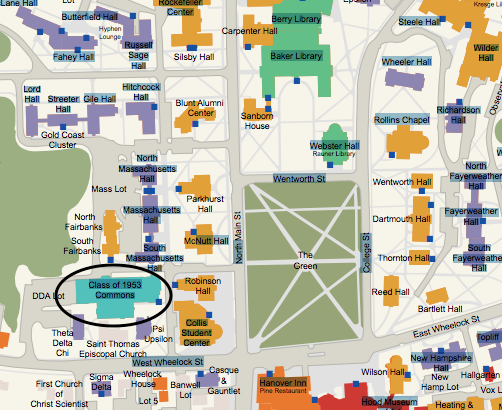 Lane Hall
Lot
Butterfield Hall
Hyphen
Lounge
Russell
Sage
Hall
Fahey Hall
Rockefeller
Center
Silsby Hall
Carpenter Hall
Berry Library
Baker Library
Steele Hall
Wilder
Hall
Wheeler Hall
Lord
Hall
Streeter
Hall
Gile Hall
Hitchcock
Hall
Gold Coast
Cluster
Blunt Alumni
Center
Sanborn
House
Webster Hall
Rauner Library
Rollins Chapel
Richardson
Hall
North
Massachusetts
Hall
Mass Lot
Massachusetts
Hall
Parkhurst
Hall
North
Fairbanks
South
Fairbanks
South
Massachusetts
Hall
McNutt Hall
North Main St
Wentworth St
The
Green
College St
Wentworth Hall
Dartmouth Hall
Thornton Hall
North
Fayerweather
Hall
Fayerweather
Hall
South
Fayerweather
Hall
DDA Lot
Class of 1953
Commons
Robinson
Hall
Collis
Student
Center
Reed Hall
Bartlett Hall
Theta
Delta
Chi
Saint Thomas
Episcopal Church
Psi
Upsilon
West Wheelock St
East Wheelock St
First Church
of
Christ Scientist
Sigma
Delta
Wheelock
House
Lot 5
Banwell
Lot
Casque
&
Gauntlet
Hanover Inn
Pine Restaurant
Wilson Hall
Hood Museum
New Hampshire
Hall
New
Hamp Lot
Heating &
Topliff
Hallgarten
Vox L